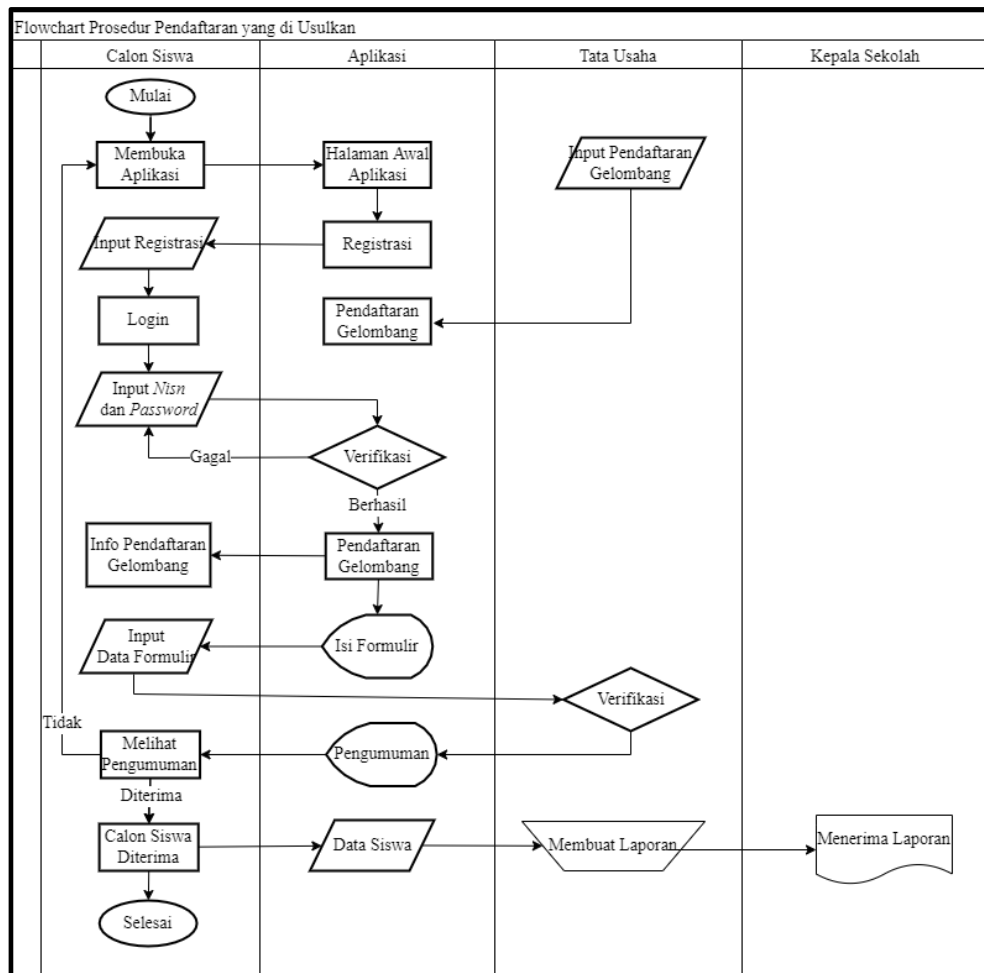 Flowchart Prosedur Pendaftaran yang di Usulkan
Calon Siswa
Aplikasi
Tata Usaha
Kepala Sekolah
Mulai
Membuka
Aplikasi
Halaman Awal
Aplikasi
Input Pendaftaran
Gelombang
Input Registrasi
Registrasi
Login
Pendaftaran
Gelombang
Input Nisn
dan Password
Gagal
Verifikasi
Berhasil
Info Pendaftaran
Gelombang
Pendaftaran
Gelombang
Input
Data Formulir
Isi Formulir
Verifikasi
Tidak
Melihat
Pengumuman
Pengumuman
Diterima
Calon Siswa
Diterima
Data Siswa
Membuat Laporan
Menerima Laporan
Selesai